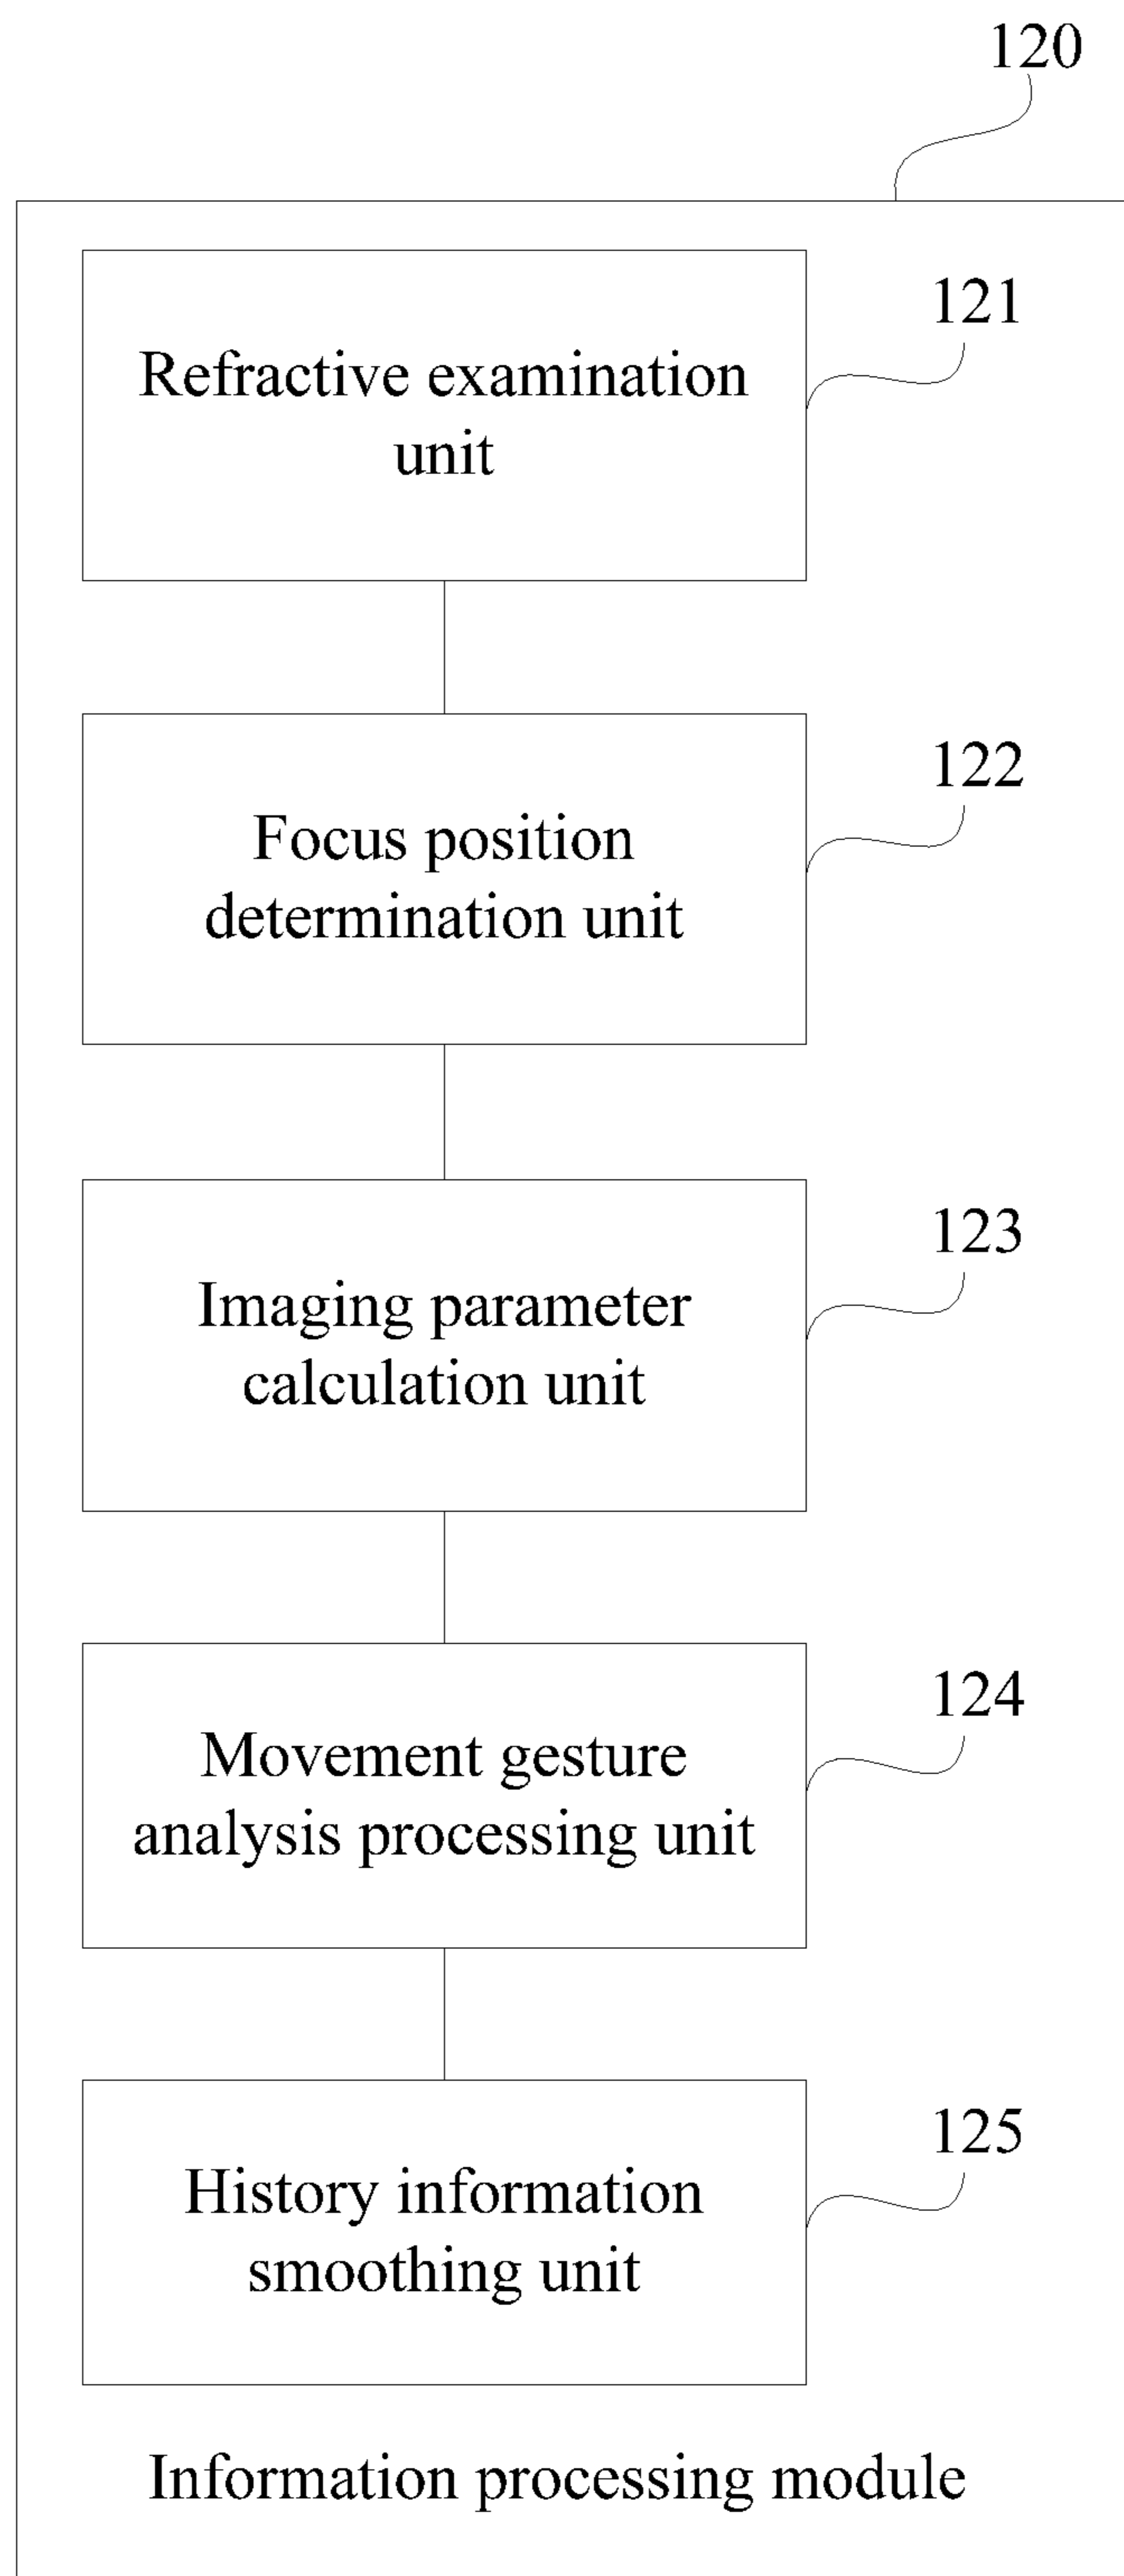 120
121
Refractive examination
unit
122
Focus position
determination unit
123
Imaging parameter
calculation unit
124
Movement gesture
analysis processing unit
125
History information
smoothing unit
Information processing module